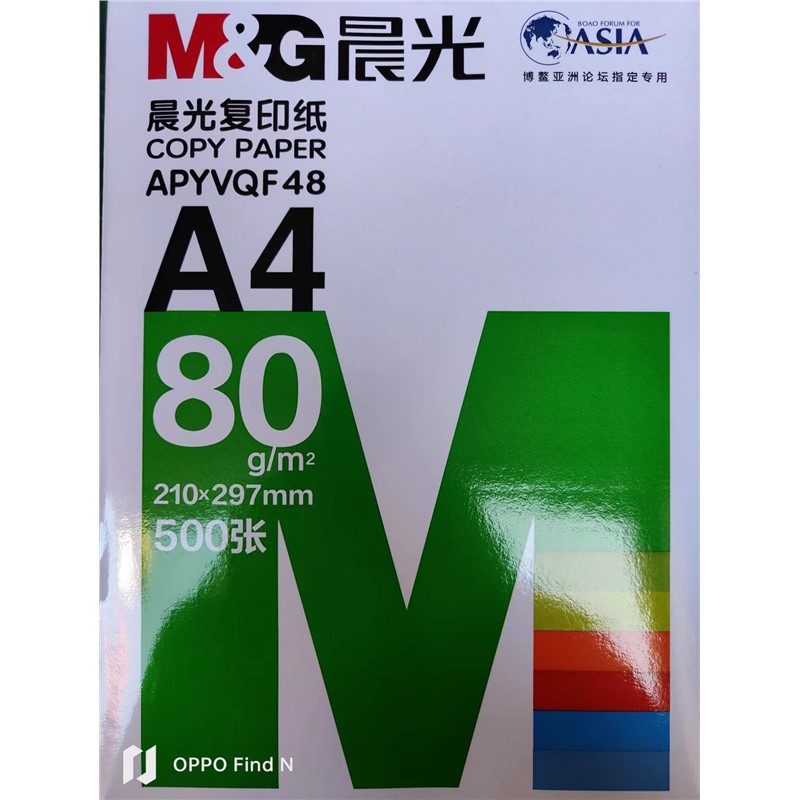 M&G晨光
BOAO FORUM FOR
ASIA
博鳌亚洲论坛指定专用
晨光复印纸
COPY PAPER
APYVQF48
A4
80
g/m²
210×297mm
500张
OPPO Find N